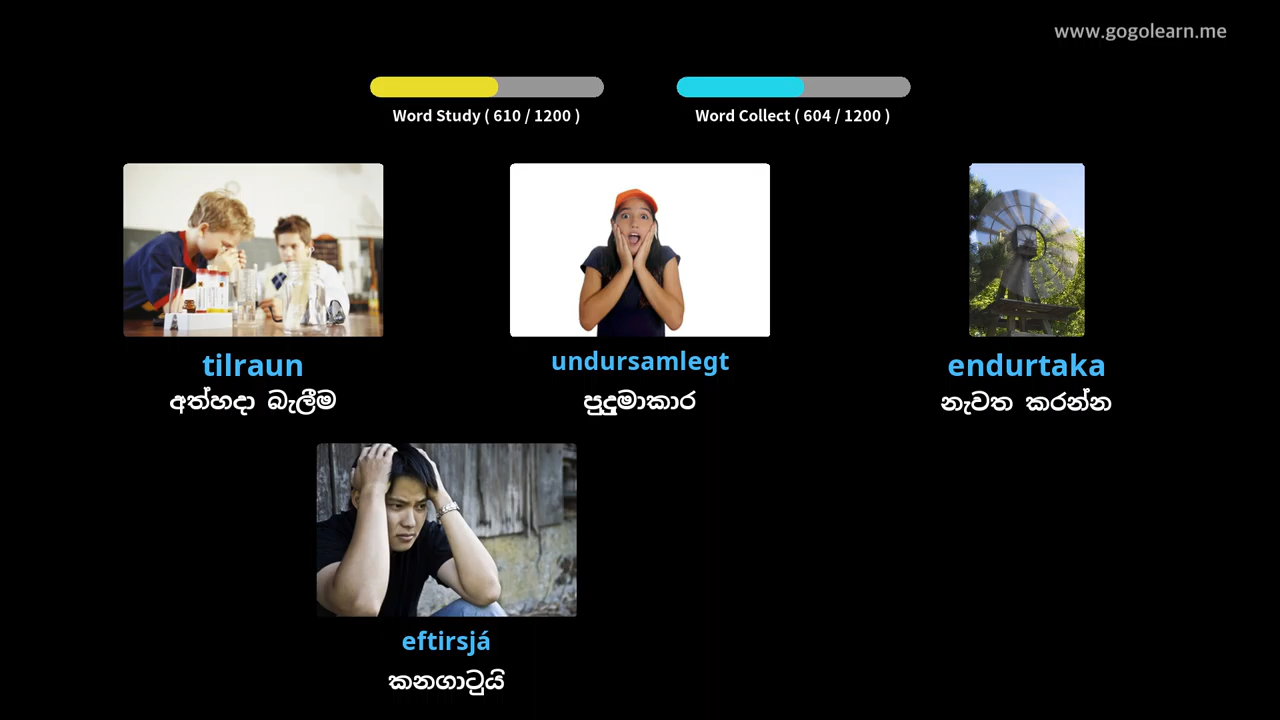 www.gogolearn.me
Word Study ( 610 / 1200 )
Word Collect ( 604 / 1200 )
tilraun
අත්හදා බැලීම
undursamlegt
පුදුමාකාර
endurtaka
නැවත කරන්න
eftirsjá
කනගාටුයි